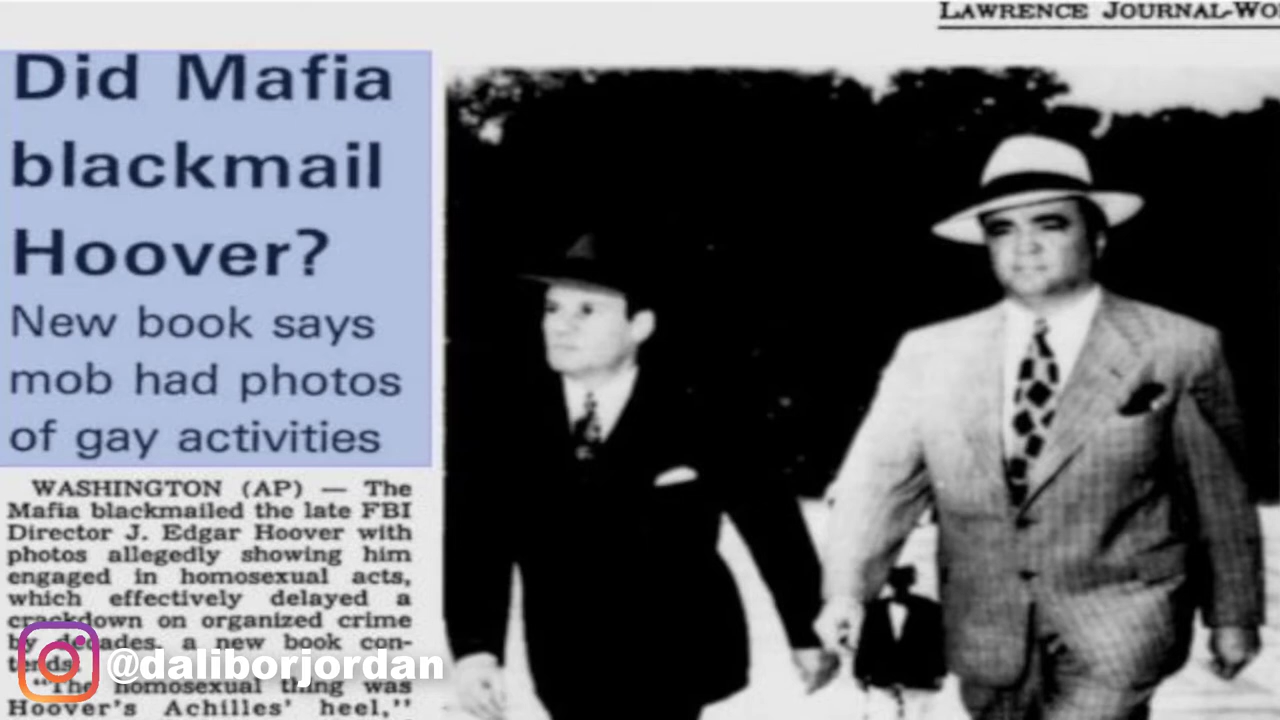 LAWRENCE JOURNAL-WO
Did Mafia
blackmail
Hoover?
New book says
mob had photos
of gay activities
WASHINGTON (AP) — The
Mafia blackmailed the late FBI
Director J. Edgar Hoover with
photos allegedly showing him
engaged in homosexual acts,
which effectively delayed a
crackdown on organized crime
by decades, a new book con-
tends.
"The homosexual thing was
Hoover's Achilles' heel,"
@daliborjordan